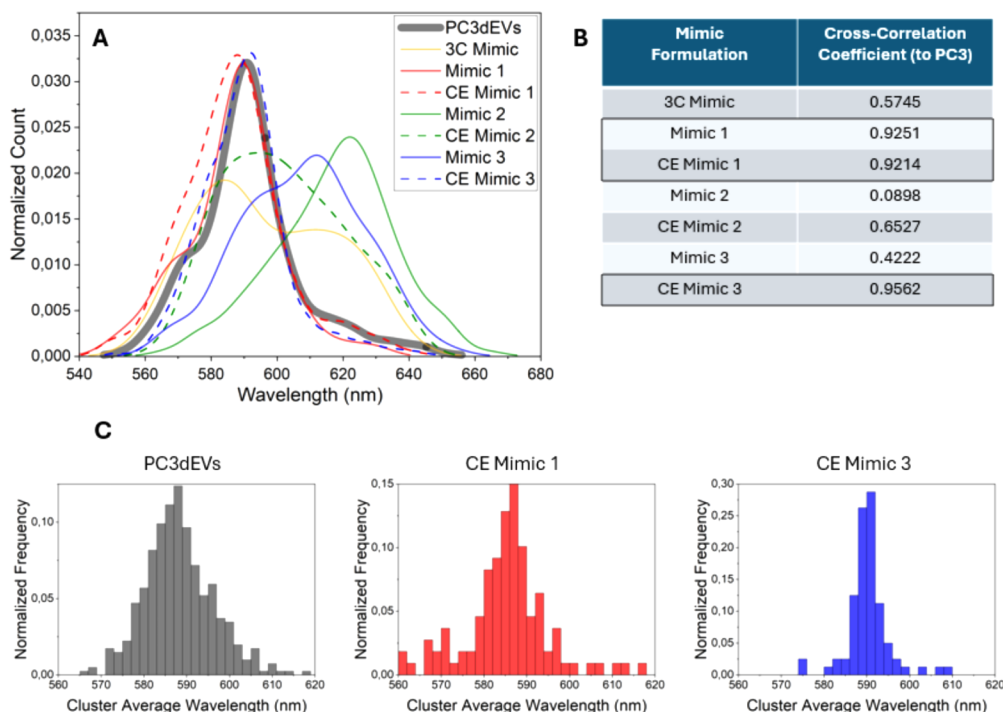 A
0,035
0,030
0,025
0,020
0,015
0,010
0,005
0,000
Normalized Count
540 560 580 600 620 640 660 680
Wavelength (nm)
PC3dEVs
3C Mimic
Mimic 1
CE Mimic 1
Mimic 2
CE Mimic 2
Mimic 3
CE Mimic 3
B
Mimic Cross-Correlation
Formulation Coefficient (to PC3)
3C Mimic 0.5745
Mimic 1 0.9251
CE Mimic 1 0.9214
Mimic 2 0.0898
CE Mimic 2 0.6527
Mimic 3 0.4222
CE Mimic 3 0.9562
C
PC3dEVs
0,10
0,05
0,00
Normalized Frequency
560 570 580 590 600 610 620
Cluster Average Wavelength (nm)
CE Mimic 1
0,15
0,10
0,05
0,00
Normalized Frequency
560 570 580 590 600 610 620
Cluster Average Wavelength (nm)
CE Mimic 3
0,30
0,25
0,20
0,15
0,10
0,05
0,00
Normalized Frequency
560 570 580 590 600 610 620
Cluster Average Wavelength (nm)